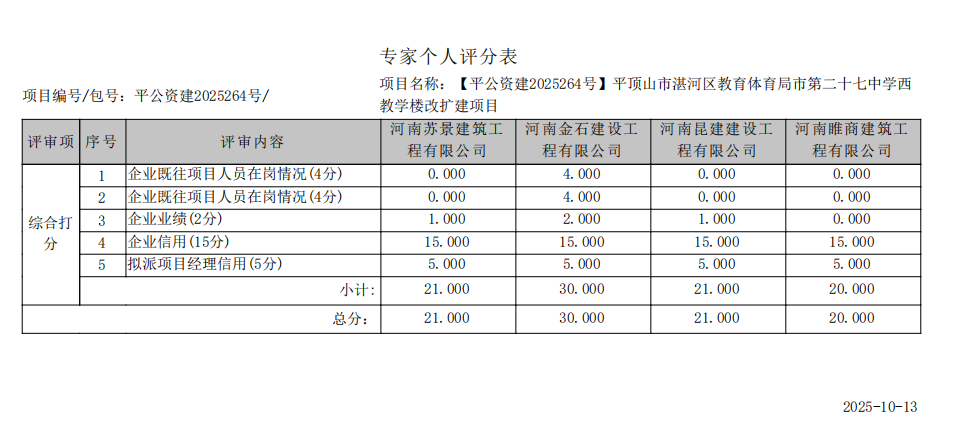 专家个人评分表
项目编号/包号: 平公资建2025264号/
项目名称: 【平公资建2025264号】平顶山市湛河区教育体育局市第二十七中学西
教学楼改扩建项目
评审项 序号 评审内容 河南苏景建筑工程有限公司 河南金石建设工程有限公司 河南昆建建设工程有限公司 河南睢商建筑工程有限公司
综合打分
1 企业既往项目人员在岗情况(4分) 0.000 4.000 0.000 0.000
2 企业既往项目人员在岗情况(4分) 0.000 4.000 0.000 0.000
3 企业业绩(2分) 1.000 2.000 1.000 0.000
4 企业信用(15分) 15.000 15.000 15.000 15.000
5 拟派项目经理信用(5分) 5.000 5.000 5.000 5.000
小计: 21.000 30.000 21.000 20.000
总分: 21.000 30.000 21.000 20.000
2025-10-13